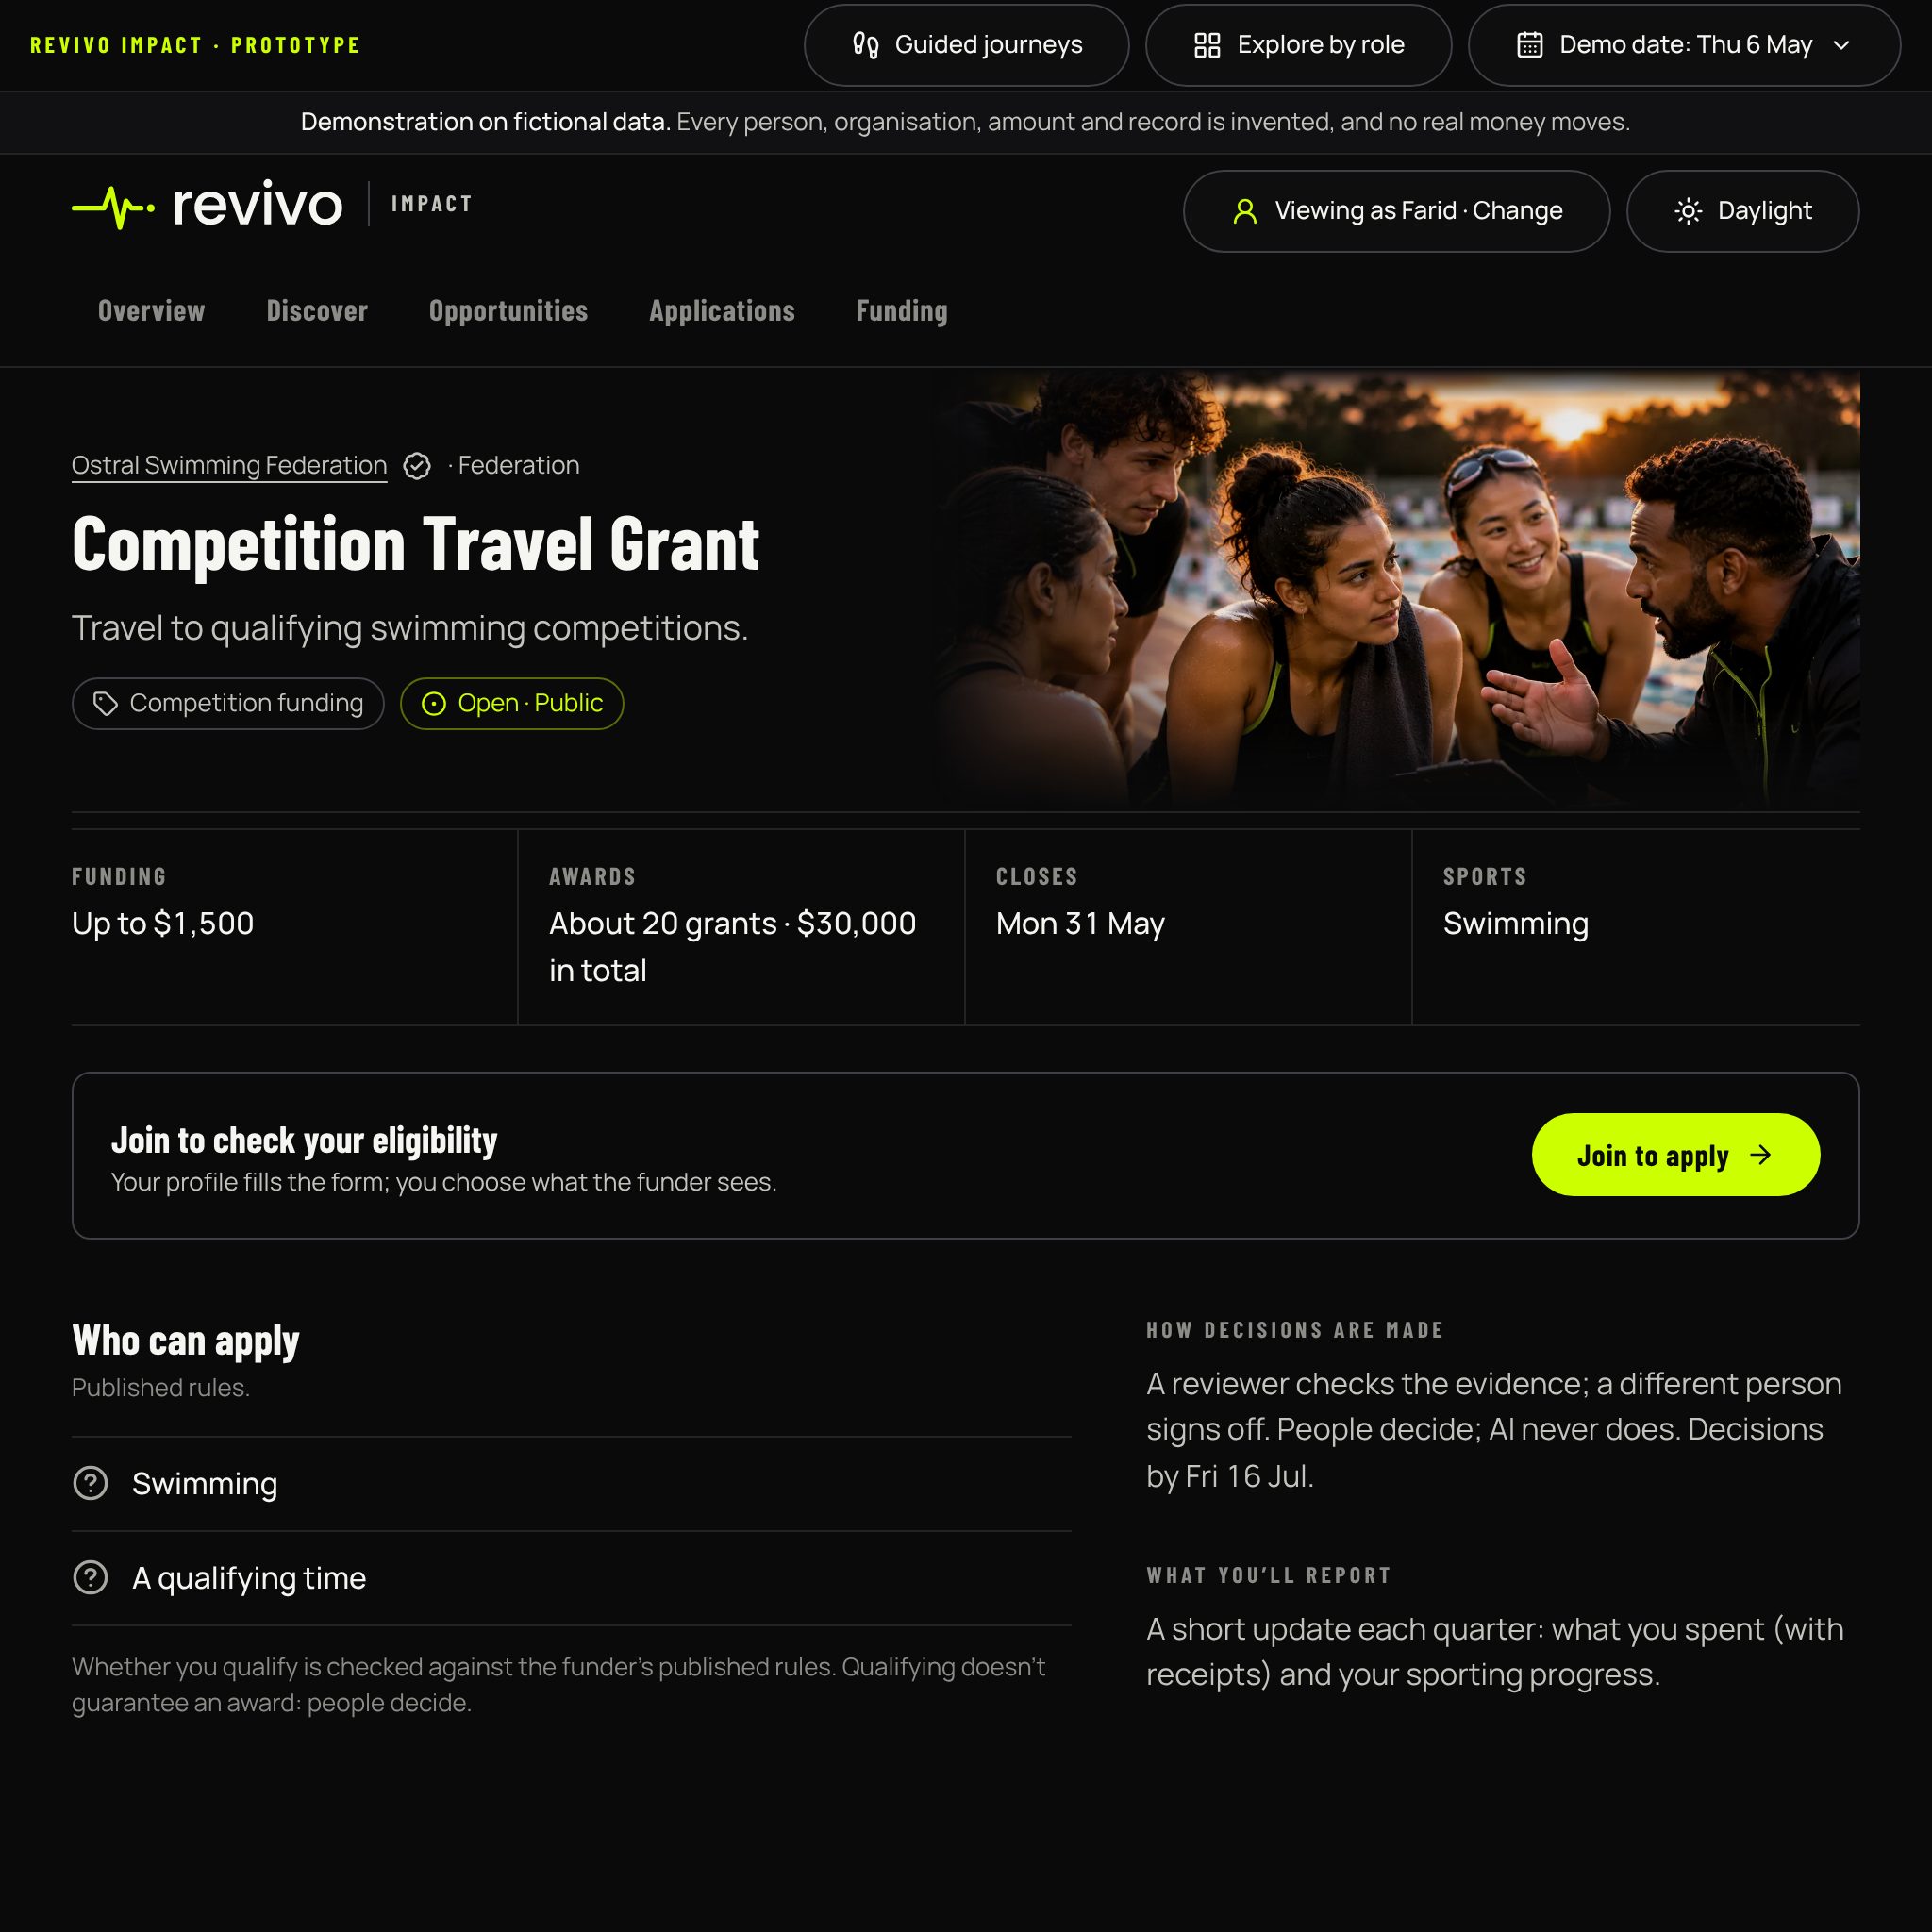 REVIVO IMPACT · PROTOTYPE
Guided journeys
Explore by role
Demo date: Thu 6 May
Demonstration on fictional data. Every person, organisation, amount and record is invented, and no real money moves.
revivo
IMPACT
Viewing as Farid · Change
Daylight
Overview
Discover
Opportunities
Applications
Funding
Ostral Swimming Federation · Federation
Competition Travel Grant
Travel to qualifying swimming competitions.
Competition funding
Open · Public
FUNDING
Up to $1,500
AWARDS
About 20 grants · $30,000
in total
CLOSES
Mon 31 May
SPORTS
Swimming
Join to check your eligibility
Your profile fills the form; you choose what the funder sees.
Join to apply
Who can apply
Published rules.
Swimming
A qualifying time
Whether you qualify is checked against the funder’s published rules. Qualifying doesn’t
guarantee an award: people decide.
HOW DECISIONS ARE MADE
A reviewer checks the evidence; a different person
signs off. People decide; AI never does. Decisions
by Fri 16 Jul.
WHAT YOU’LL REPORT
A short update each quarter: what you spent (with
receipts) and your sporting progress.